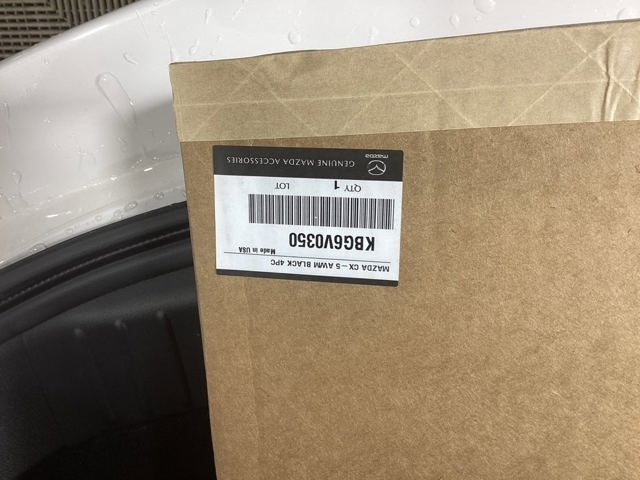 mazda
GENUINE MAZDA ACCESSORIES
QTY 1 LOT
KBG6V0350
Made in USA
MAZDA CX-5 AWM BLACK 4PC